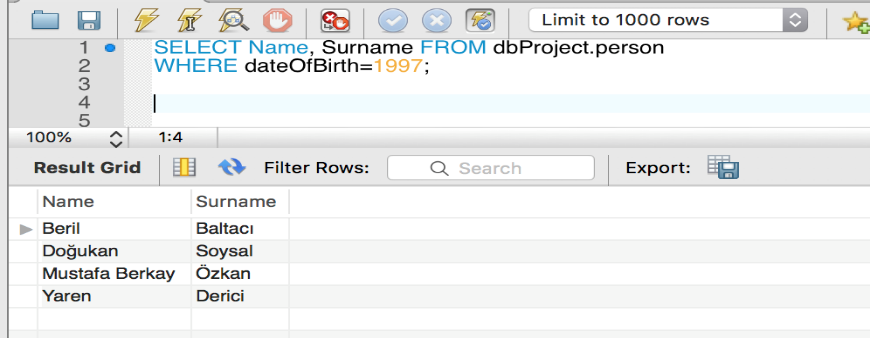 Limit to 1000 rows
1 SELECT Name, Surname FROM dbProject.person
2 WHERE dateOfBirth=1997;
3
4
5
100% 1:4
Result Grid Filter Rows: Search Export:
Name Surname
Beril Baltacı
Doğukan Soysal
Mustafa Berkay Özkan
Yaren Derici